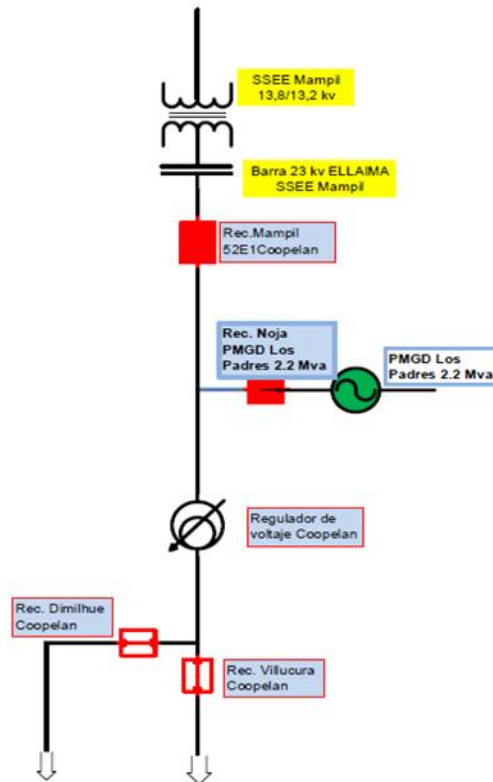 SSEE Mampil
13,8/13,2 kv
Barra 23 kv ELLAIMA
SSEE Mampil
Rec.Mampil
52E1Coopelan
Rec. Noja
PMGD Los
Padres 2.2 Mva
PMGD Los
Padres 2.2 Mva
Regulador de
voltaje Coopelan
Rec. Dimilhue
Coopelan
Rec. Villucura
Coopelan